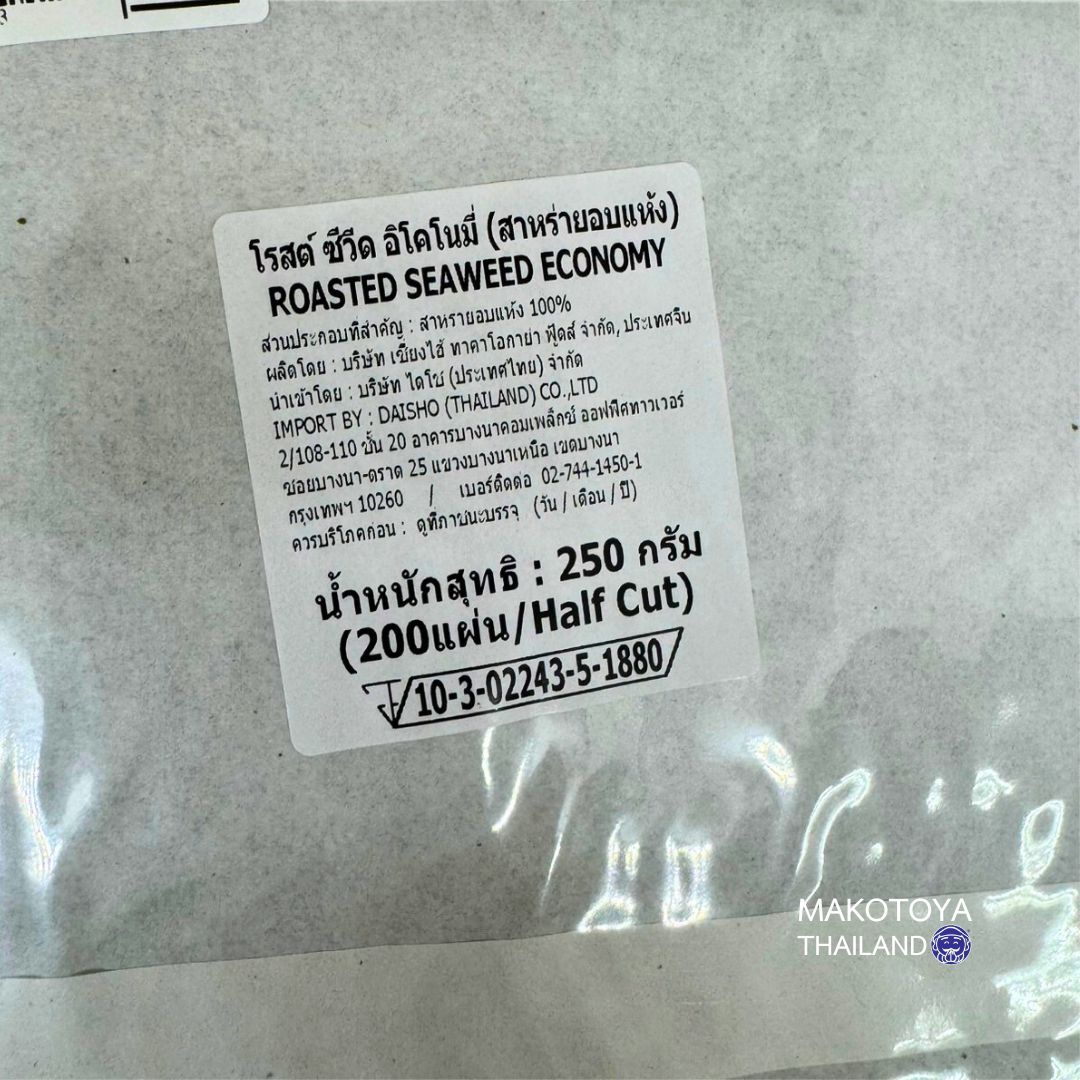 โรสต์ ซีวีด อิโคโนมี่ (สาหร่ายอบแห้ง)
ROASTED SEAWEED ECONOMY
ส่วนประกอบที่สำคัญ : สาหรายอบแห้ง 100%
ผลิตโดย : บริษัท เซี่ยงไฮ้ ทาคาโอกาย่า ฟู้ดส์ จำกัด, ประเทศจีน
นำเข้าโดย : บริษัท ไดโช (ประเทศไทย) จำกัด
IMPORT BY : DAISHO (THAILAND) CO.,LTD
2/108-110 ชั้น 20 อาคารบางนาคอมเพล็กซ์ ออฟฟิศทาวเวอร์
ซอยบางนา-ตราด 25 แขวงบางนาเหนือ เขตบางนา
กรุงเทพฯ 10260 / เบอร์ติดต่อ 02-744-1450-1
ควรบริโภคก่อน : ดูที่ภาชนะบรรจุ (วัน / เดือน / ปี)
น้ำหนักสุทธิ : 250 กรัม
(200แผ่น/Half Cut)
10-3-02243-5-1880
MAKOTOYA
THAILAND